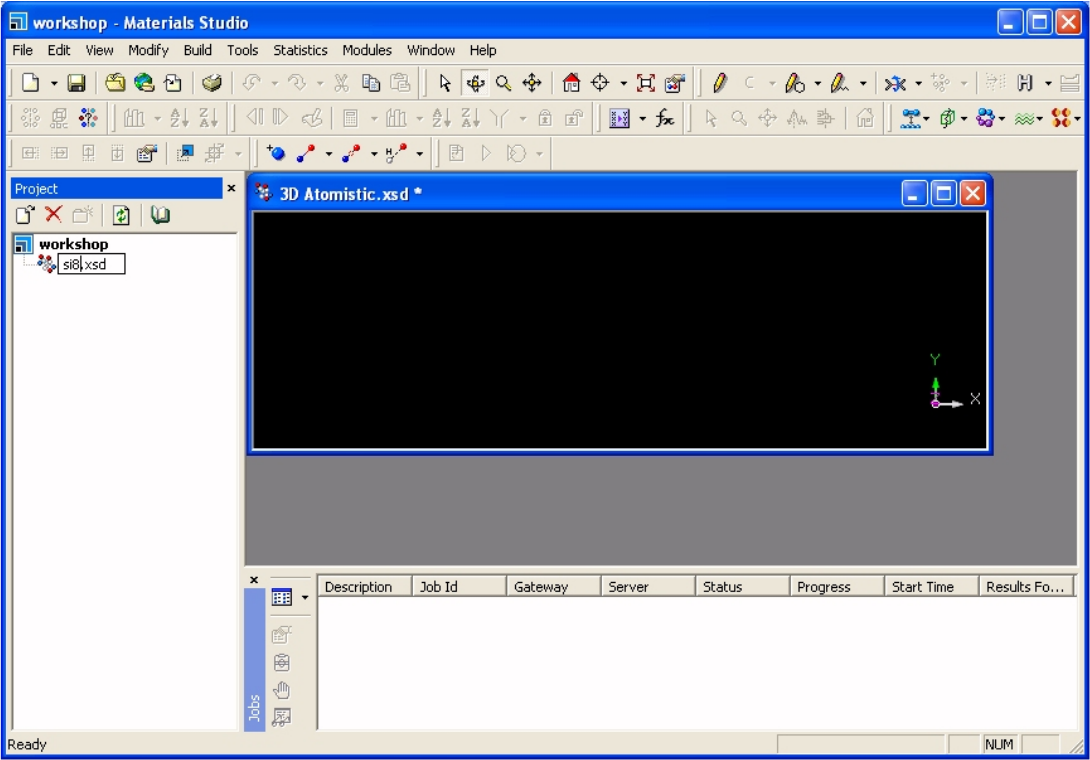 workshop - Materials Studio
File Edit View Modify Build Tools Statistics Modules Window Help
Project
3D Atomistic.xsd *
workshop
si8.xsd
Y
X
Description Job Id Gateway Server Status Progress Start Time Results Fo...
Jobs
Ready
NUM